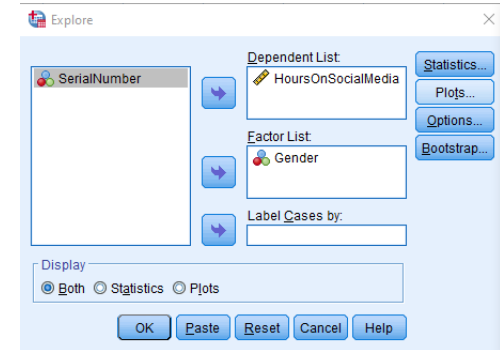 Explore
Dependent List:
SerialNumber
HoursOnSocialMedia
Statistics...
Plots...
Options...
Bootstrap...
Factor List:
Gender
Label Cases by:
Display
Both Statistics Plots
OK Paste Reset Cancel Help